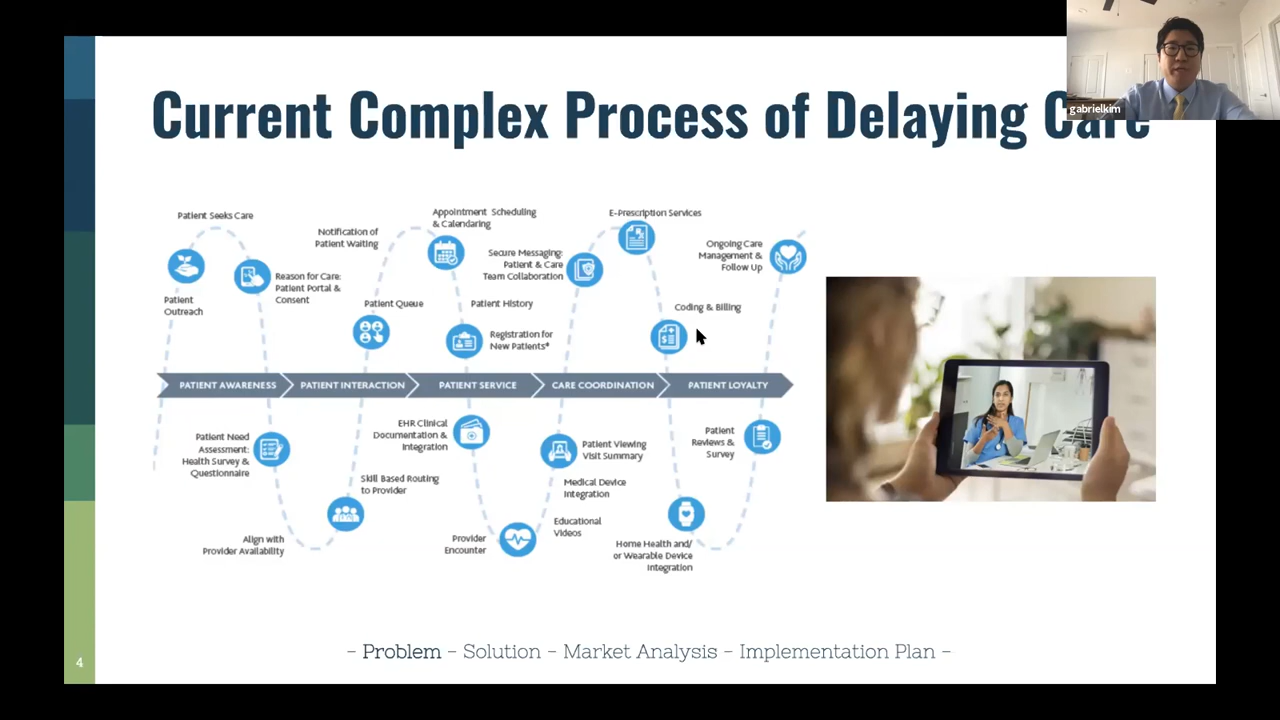 Current Complex Process of Delaying Care
gabrielkim
Patient Seeks Care
Patient
Outreach
Reason for Care:
Patient Portal &
Consent
Notification of
Patient Waiting
Patient Queue
Appointment Scheduling
& Calendaring
Patient History
Registration for
New Patients*
Secure Messaging:
Patient & Care
Team Collaboration
E-Prescription Services
Coding & Billing
Ongoing Care
Management &
Follow Up
PATIENT AWARENESS
PATIENT INTERACTION
PATIENT SERVICE
CARE COORDINATION
PATIENT LOYALTY
Patient Need
Assessment:
Health Survey &
Questionnaire
Align with
Provider Availability
Skill Based Routing
to Provider
EHR Clinical
Documentation &
Integration
Provider
Encounter
Patient Viewing
Visit Summary
Medical Device
Integration
Educational
Videos
Home Health and/
or Wearable Device
Integration
Patient
Reviews &
Survey
4
- Problem - Solution - Market Analysis - Implementation Plan -